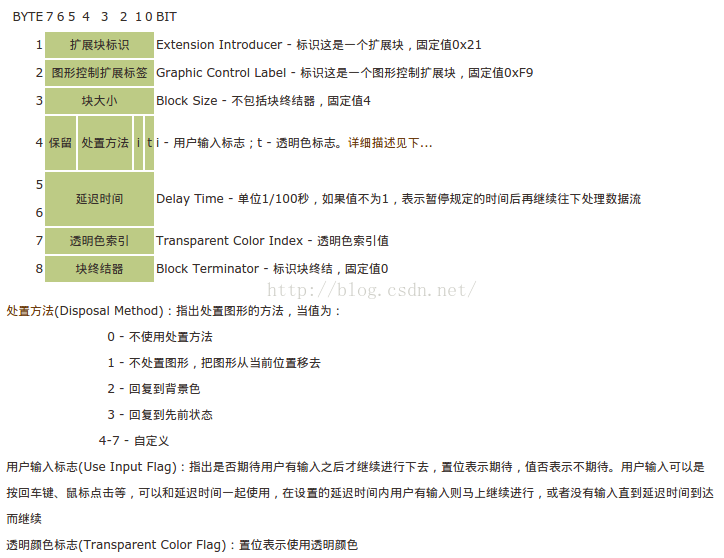 BYTE 7 6 5 4 3 2 1 0 BIT
1 扩展块标识 Extension Introducer - 标识这是一个扩展块，固定值0x21
2 图形控制扩展标签 Graphic Control Label - 标识这是一个图形控制扩展块，固定值0xF9
3 块大小 Block Size - 不包括块终结器，固定值4
4 保留 处置方法 i t i - 用户输入标志；t - 透明色标志。详细描述见下...
5
延迟时间 Delay Time - 单位1/100秒，如果值不为1，表示暂停规定的时间后再继续往下处理数据流
6
7 透明色索引 Transparent Color Index - 透明色索引值
8 块终结器 Block Terminator - 标识块终结，固定值0
http://blog.csdn.net/
处置方法(Disposal Method)：指出处置图形的方法，当值为：
0 - 不使用处置方法
1 - 不处置图形，把图形从当前位置移去
2 - 回复到背景色
3 - 回复到先前状态
4-7 - 自定义
用户输入标志(Use Input Flag)：指出是否期待用户有输入之后才继续进行下去，置位表示期待，值否表示不期待。用户输入可以是
按回车键、鼠标点击等，可以和延迟时间一起使用，在设置的延迟时间内用户有输入则马上继续进行，或者没有输入直到延迟时间到达
而继续
透明颜色标志(Transparent Color Flag)：置位表示使用透明颜色